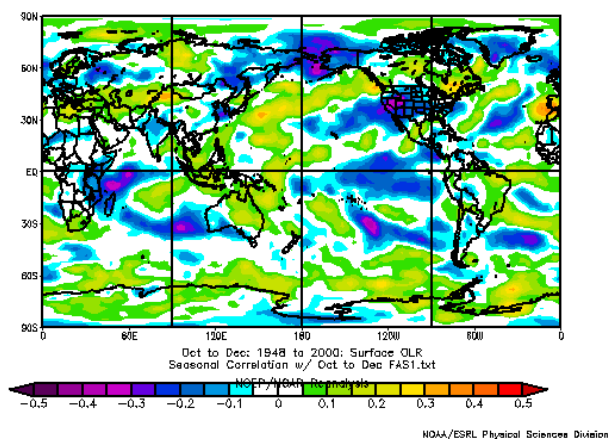 90N
60N
30N
EQ
30S
60S
90S
0 60E 120E 180 120W 60W 0
Oct to Dec: 1948 to 2000: Surface OLR
Seasonal Correlation w/ Oct to Dec FAS1.txt
NCEP/NCAR Reanalysis
-0.5 -0.4 -0.3 -0.2 -0.1 0 0.1 0.2 0.3 0.4 0.5
NOAA/ESRL Physical Sciences Division